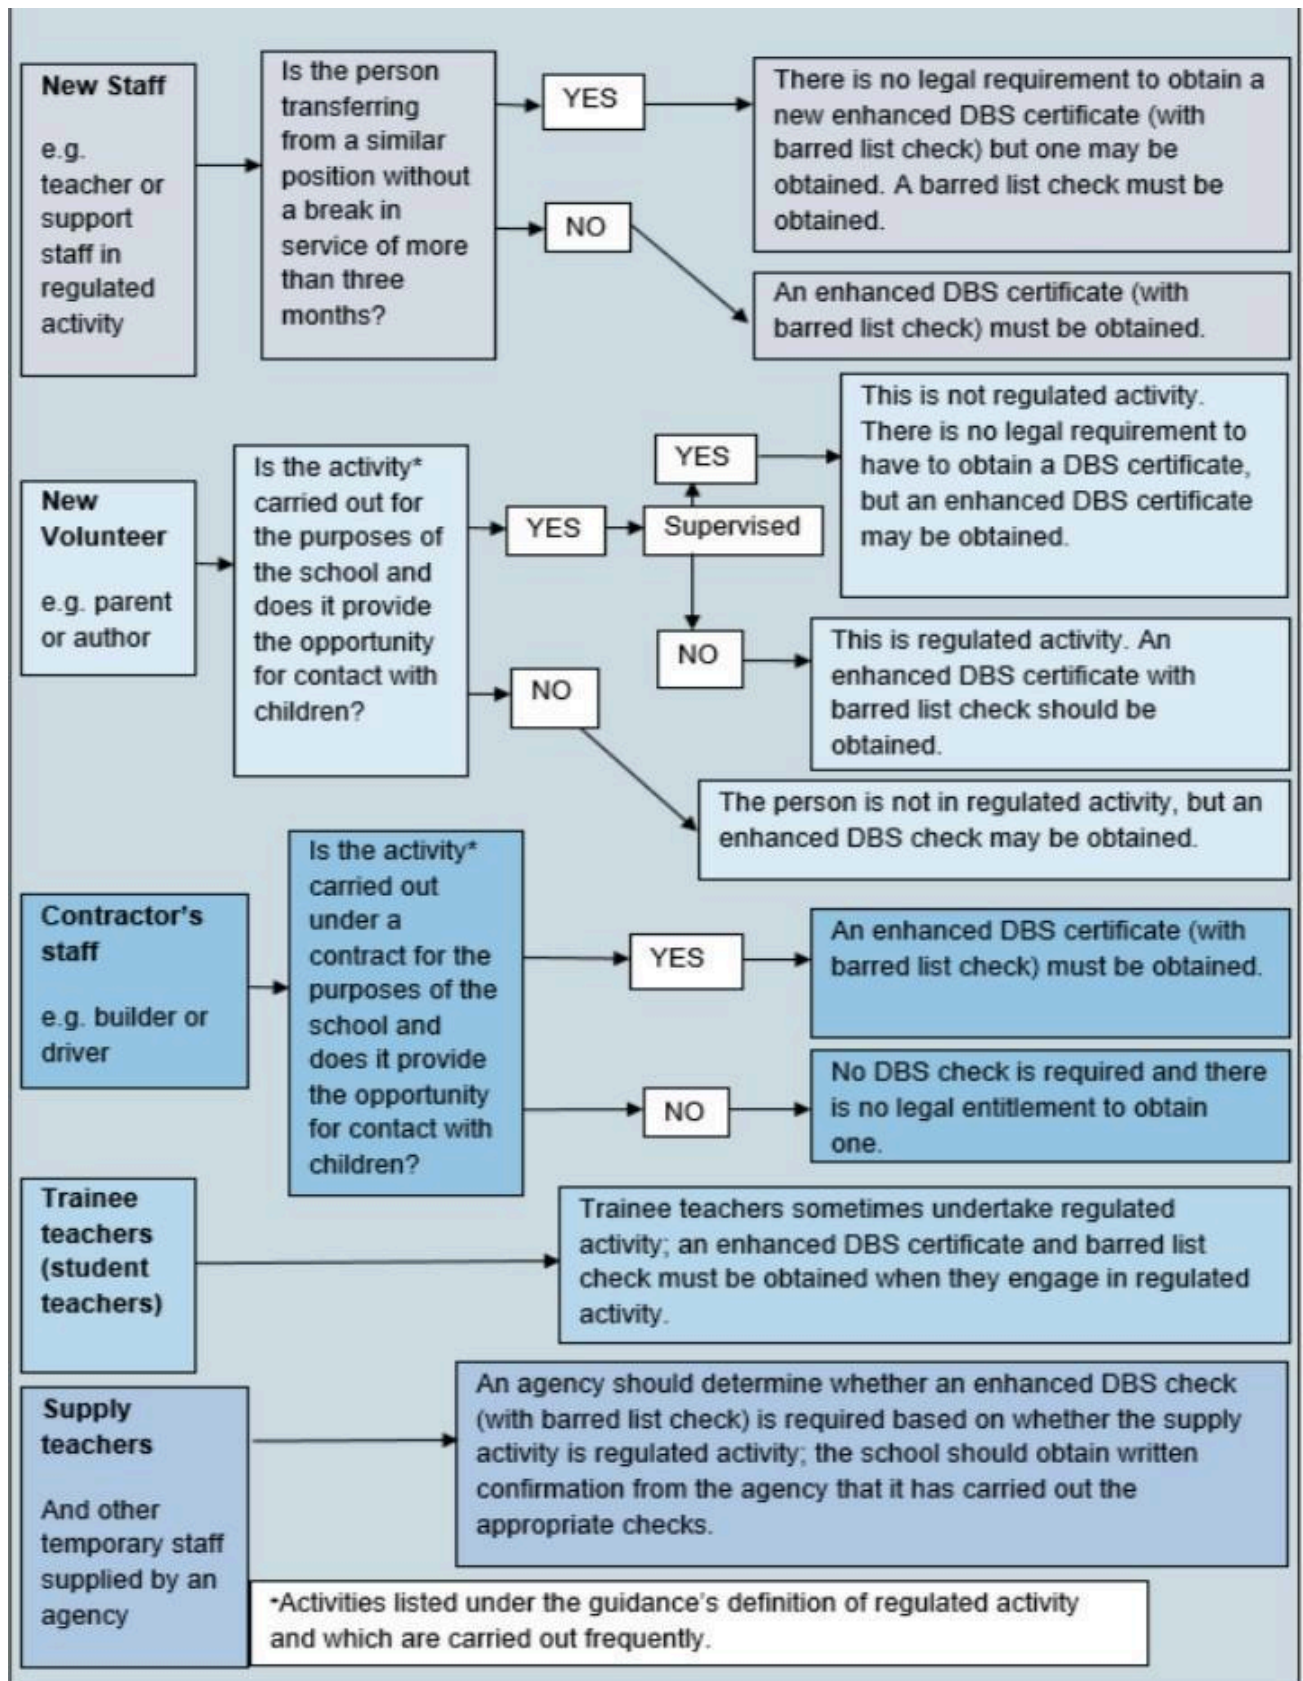 New Staff
e.g.
teacher or
support
staff in
regulated
activity
Is the person
transferring
from a similar
position without
a break in
service of more
than three
months?
YES
There is no legal requirement to obtain a
new enhanced DBS certificate (with
barred list check) but one may be
obtained. A barred list check must be
obtained.
NO
An enhanced DBS certificate (with
barred list check) must be obtained.
New
Volunteer
e.g. parent
or author
Is the activity*
carried out for
the purposes of
the school and
does it provide
the opportunity
for contact with
children?
YES
Supervised
YES
This is not regulated activity.
There is no legal requirement to
have to obtain a DBS certificate,
but an enhanced DBS certificate
may be obtained.
NO
This is regulated activity. An
enhanced DBS certificate with
barred list check should be
obtained.
NO
The person is not in regulated activity, but an
enhanced DBS check may be obtained.
Contractor's
staff
e.g. builder or
driver
Is the activity*
carried out
under a
contract for the
purposes of the
school and
does it provide
the opportunity
for contact with
children?
YES
An enhanced DBS certificate (with
barred list check) must be obtained.
NO
No DBS check is required and there
is no legal entitlement to obtain
one.
Trainee
teachers
(student
teachers)
Trainee teachers sometimes undertake regulated
activity; an enhanced DBS certificate and barred list
check must be obtained when they engage in regulated
activity.
Supply
teachers
And other
temporary staff
supplied by an
agency
An agency should determine whether an enhanced DBS check
(with barred list check) is required based on whether the supply
activity is regulated activity; the school should obtain written
confirmation from the agency that it has carried out the
appropriate checks.
*Activities listed under the guidance's definition of regulated activity
and which are carried out frequently.